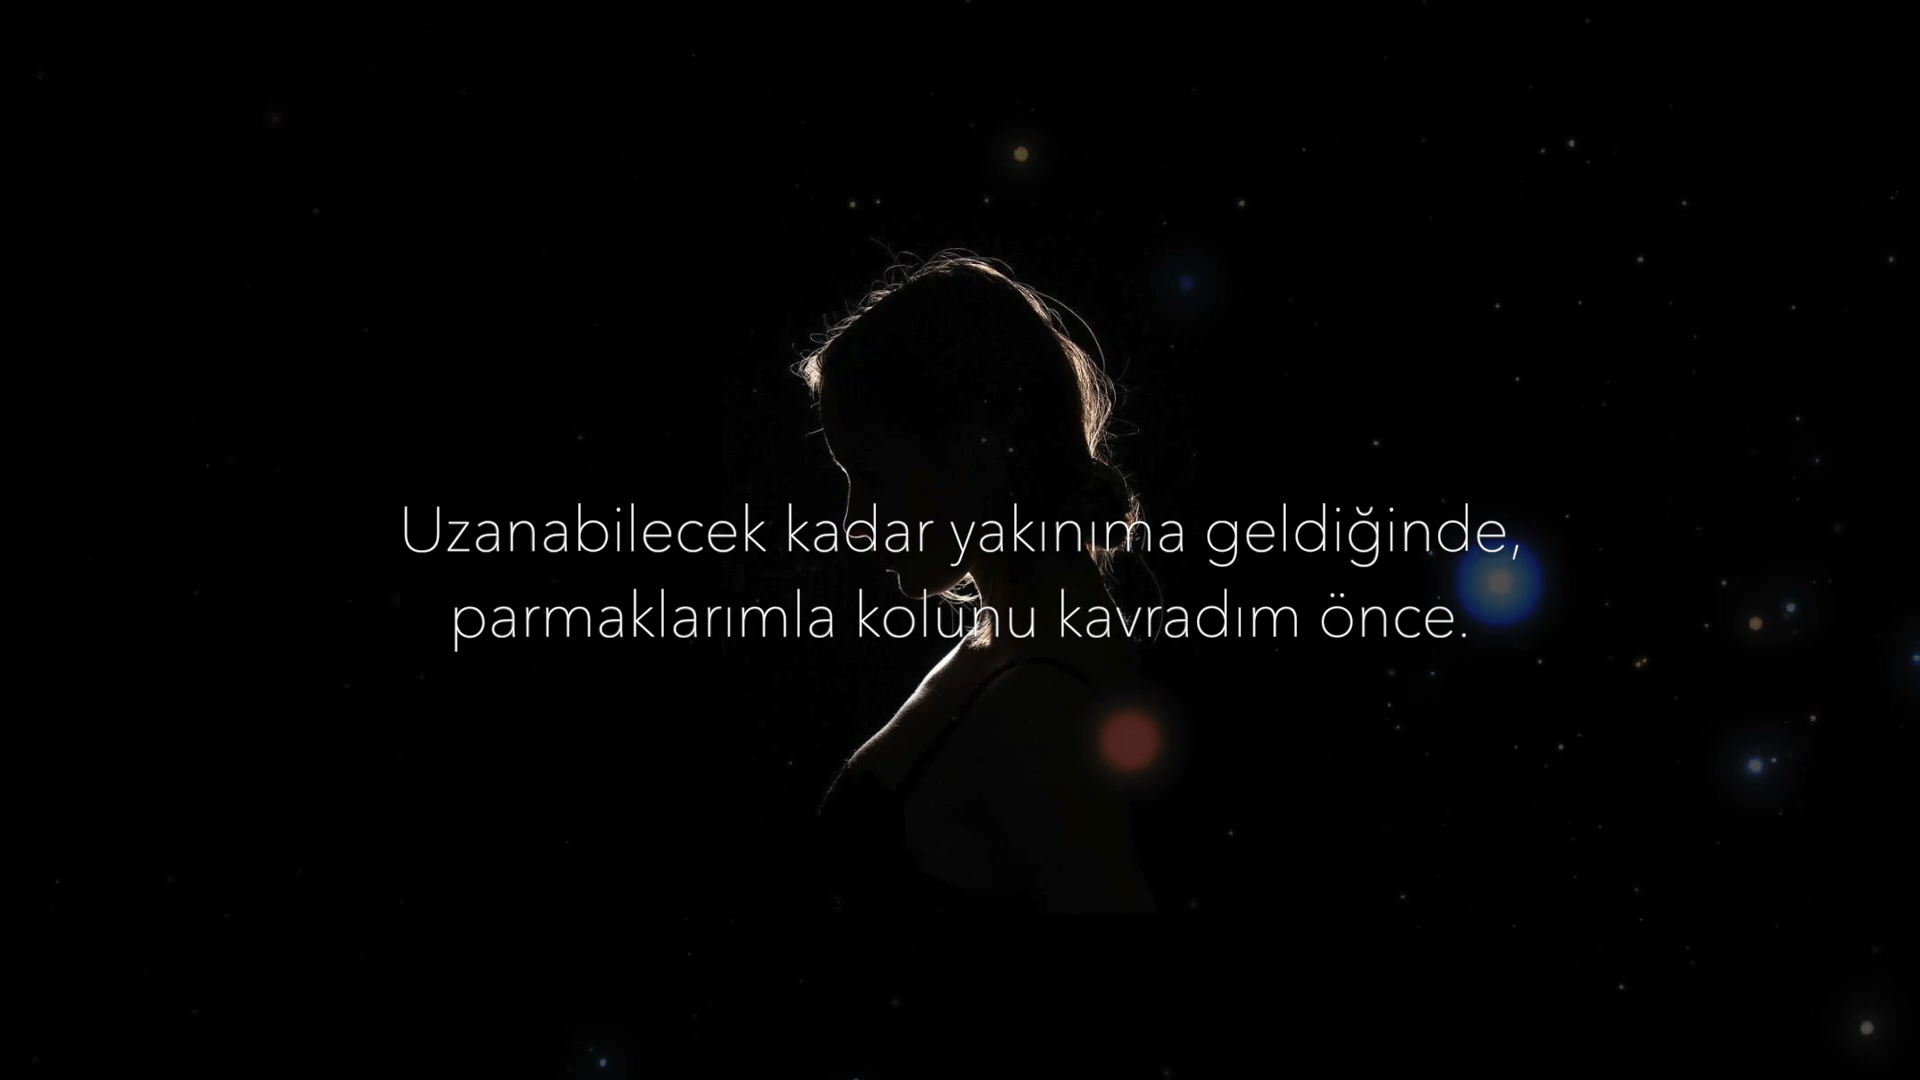 Uzanabilecek kadar yakınıma geldiğinde,
parmaklarımla kolunu kavradım önce.